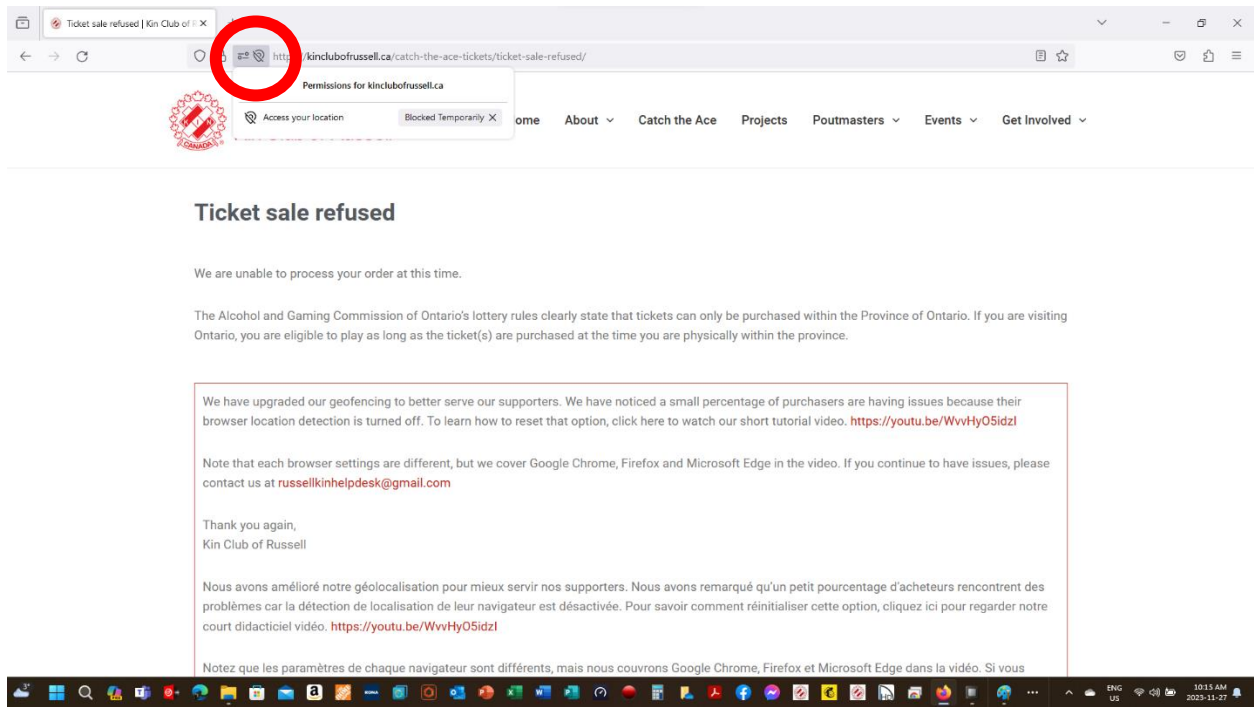 Ticket sale refused | Kin Club of R
http kinclubofrussell.ca/catch-the-ace-tickets/ticket-sale-refused/
Permissions for kinclubofrussell.ca
Access your location Blocked Temporarily
KIN
CANADA
ome About Catch the Ace Projects Poutmasters Events Get Involved
Ticket sale refused
We are unable to process your order at this time.
The Alcohol and Gaming Commission of Ontario's lottery rules clearly state that tickets can only be purchased within the Province of Ontario. If you are visiting
Ontario, you are eligible to play as long as the ticket(s) are purchased at the time you are physically within the province.
We have upgraded our geofencing to better serve our supporters. We have noticed a small percentage of purchasers are having issues because their
browser location detection is turned off. To learn how to reset that option, click here to watch our short tutorial video. https://youtu.be/WvvHyO5idzI
Note that each browser settings are different, but we cover Google Chrome, Firefox and Microsoft Edge in the video. If you continue to have issues, please
contact us at russellkinhelpdesk@gmail.com
Thank you again,
Kin Club of Russell
Nous avons amélioré notre géolocalisation pour mieux servir nos supporters. Nous avons remarqué qu'un petit pourcentage d'acheteurs rencontrent des
problèmes car la détection de localisation de leur navigateur est désactivée. Pour savoir comment réinitialiser cette option, cliquez ici pour regarder notre
court didacticiel vidéo. https://youtu.be/WvvHyO5idzI
Notez que les paramètres de chaque navigateur sont différents, mais nous couvrons Google Chrome, Firefox et Microsoft Edge dans la vidéo. Si vous
ENG
US
10:15 AM
2023-11-27